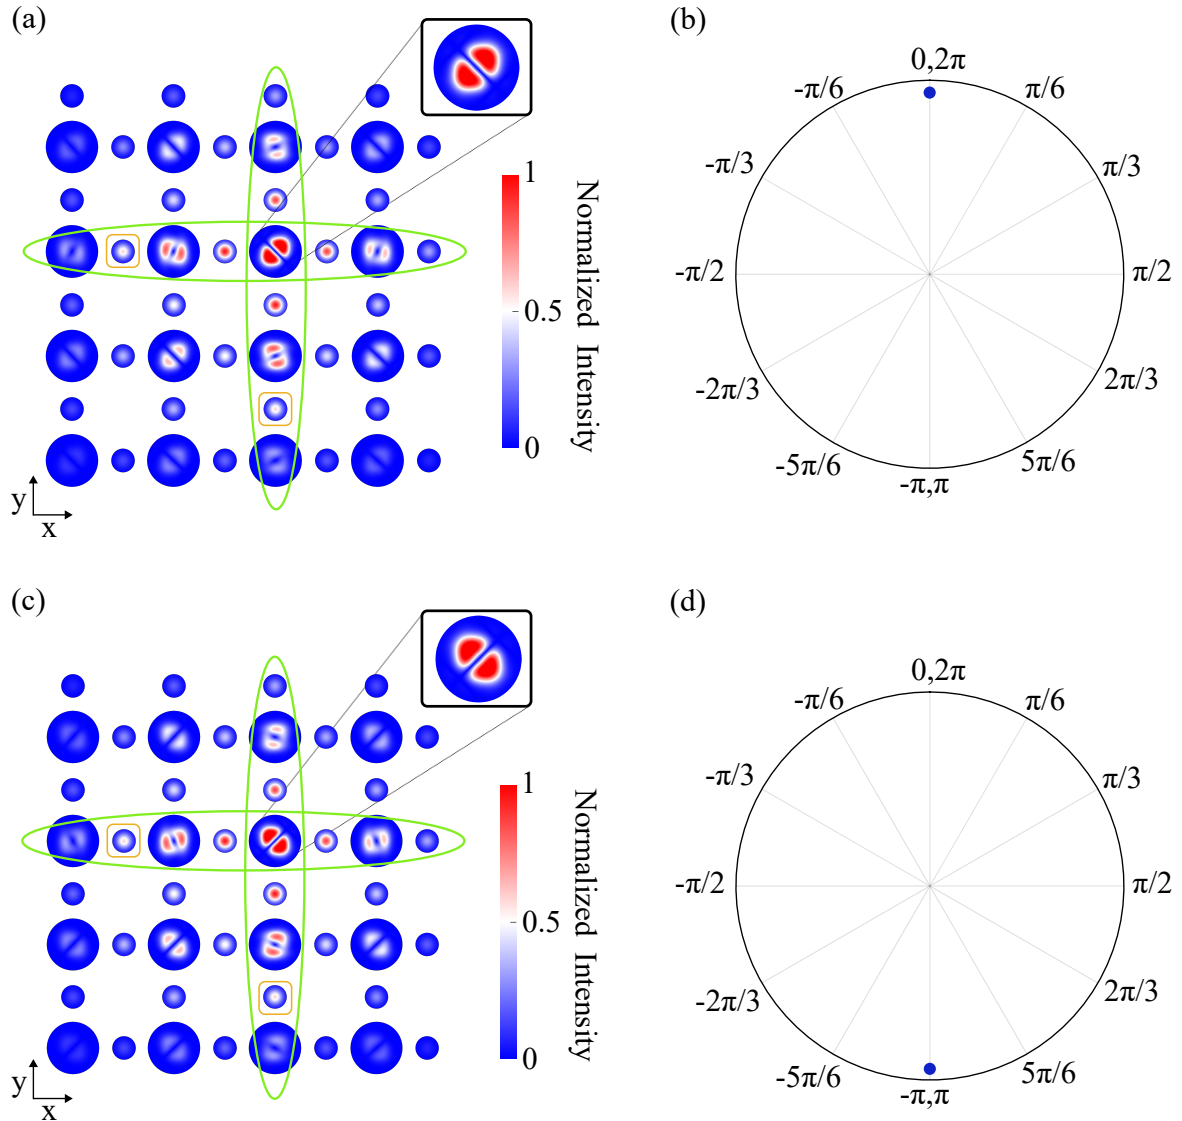 (a)
1
0.5
0
Normalized Intensity
y
x
(b)
0,2π
π/6
π/3
π/2
2π/3
5π/6
-π,π
-5π/6
-2π/3
-π/2
-π/3
-π/6
(c)
1
0.5
0
Normalized Intensity
y
x
(d)
0,2π
π/6
π/3
π/2
2π/3
5π/6
-π,π
-5π/6
-2π/3
-π/2
-π/3
-π/6